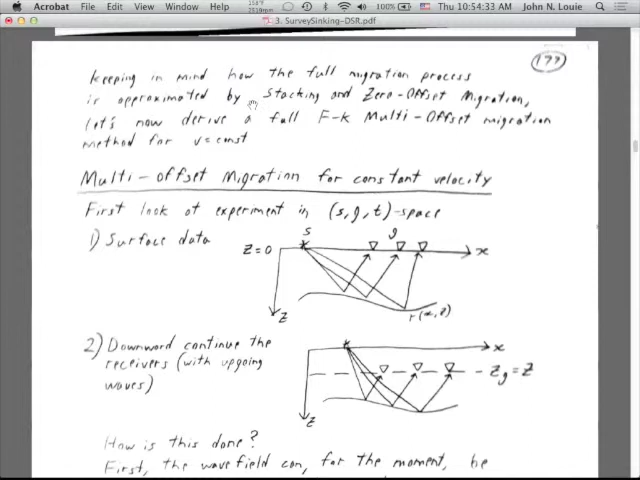 Acrobat File Edit View Window Help 158°F 2510rpm 100% Thu 10:54:33 AM John N. Louie
3. SurveySinking-DSR.pdf
177
keeping in mind how the full migration process
is approximated by stacking and Zero-Offset Migration,
Let's now derive a full F-k Multi-Offset migration
method for v=const
Multi-offset Migration for constant velocity
First look at experiment in (s,g,t)-space
1) Surface data
s
g
z=0
x
z
r(x,z)
2) Downward continue the
receivers (with upgoing
waves)
x
- Zg = Z
z
How is this done?
First, the wavefield can, for the moment, be